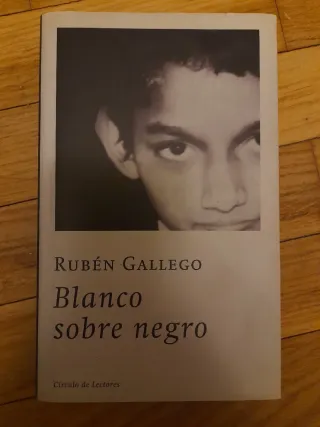 RUBÉN GALLEGO
Blanco
sobre negro
Círculo de Lectores